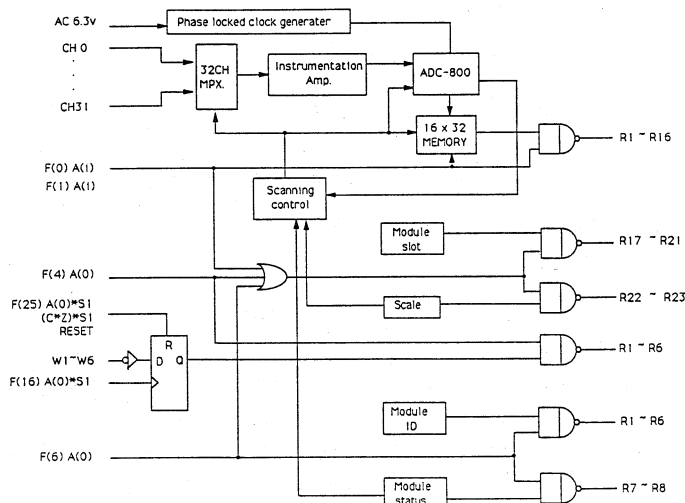 AC 6.3v
Phase locked clock generater
CH 0
.
.
.
CH31
32CH
MPX.
Instrumentation
Amp.
ADC-800
16 x 32
MEMORY
R1 ~ R16
F(0) A(1)
F(1) A(1)
Scanning
control
Module
slot
R17 ~ R21
F(4) A(0)
Scale
R22 ~ R23
F(25) A(0)*S1
(C*Z)*S1
RESET
R
D Q
W1~W6
F(16) A(0)*S1
R1 ~ R6
Module
ID
R1 ~ R6
F(6) A(0)
Module
status
R7 ~ R8